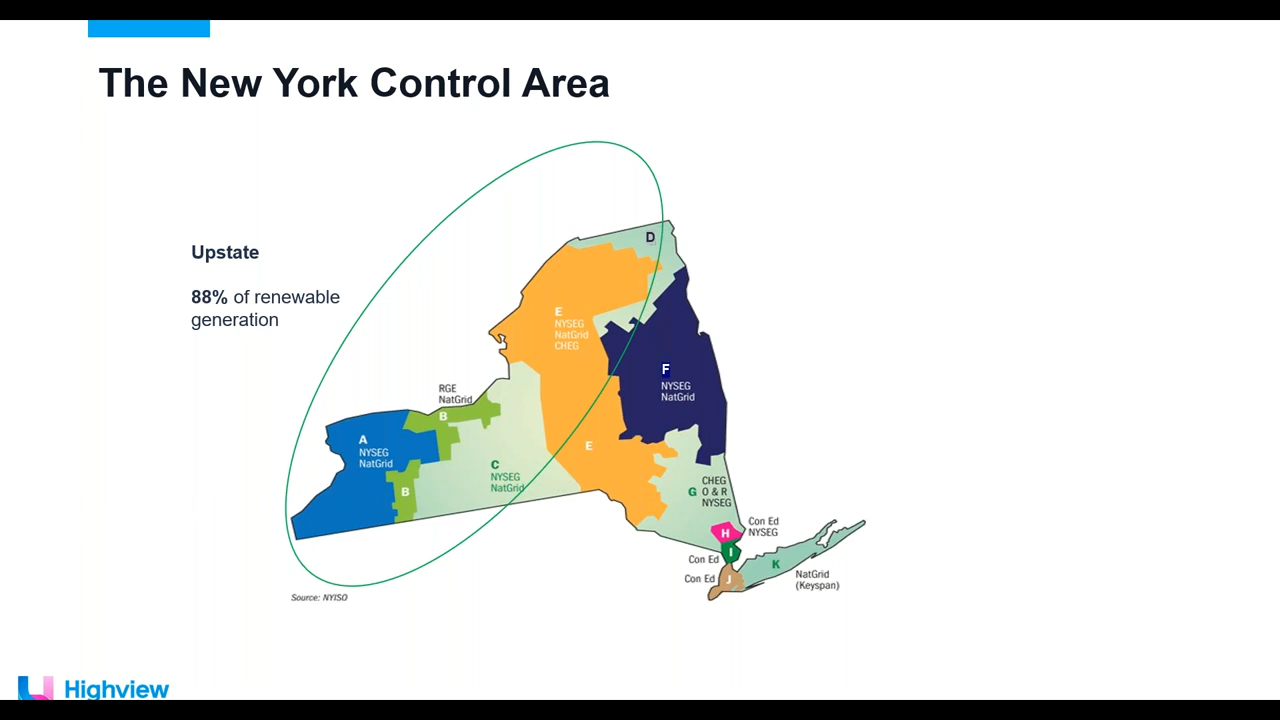 The New York Control Area
Upstate
88% of renewable
generation
D
E
NYSEG
NatGrid
CHEG
F
NYSEG
NatGrid
RGE
NatGrid
B
A
NYSEG
NatGrid
E
C
NYSEG
NatGrid
B
G
CHEG
O & R
NYSEG
H
Con Ed
NYSEG
I
Con Ed
K
J
Con Ed
NatGrid
(Keyspan)
Source: NYISO
Highview